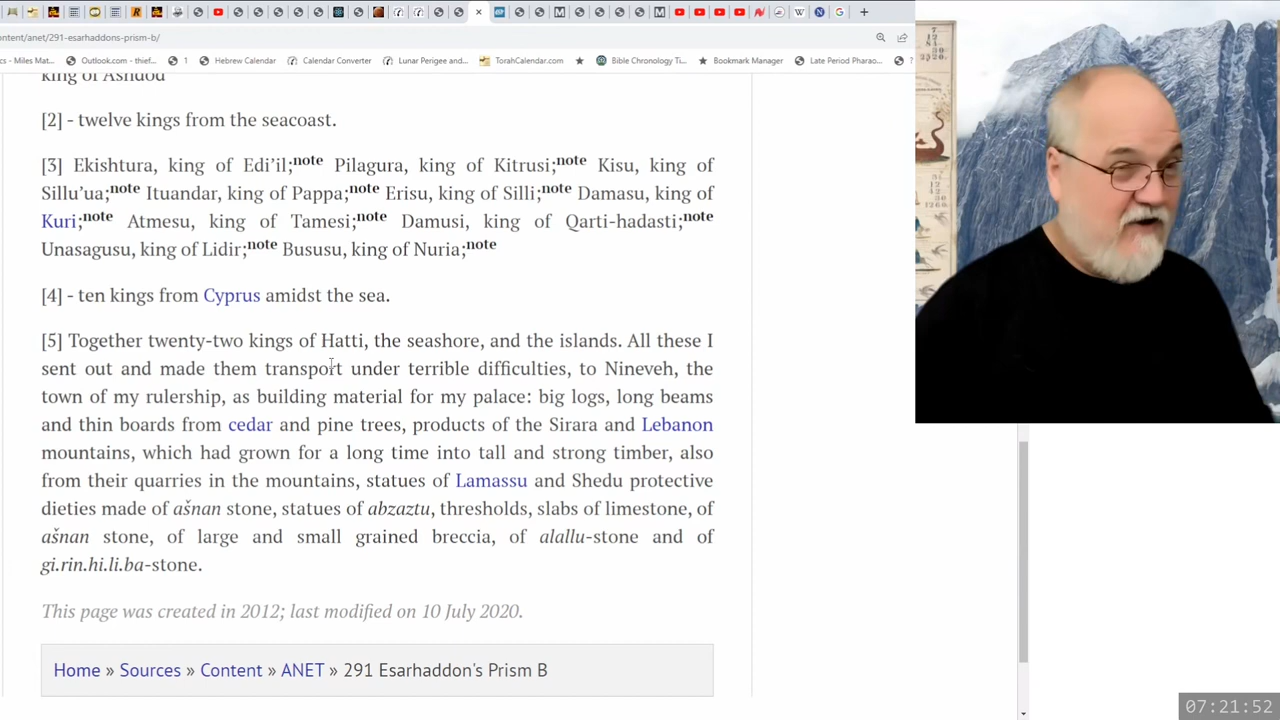 ontent/anet/291-esarhaddons-prism-b/
cs - Miles Mat...
Outlook.com - thief...
1
Hebrew Calendar
Calendar Converter
Lunar Perigee and...
TorahCalendar.com
Bible Chronology Ti...
Bookmark Manager
Late Period Pharao...
king of Ashdod
[2] - twelve kings from the seacoast.
[3] Ekishtura, king of Edi’il;note Pilagura, king of Kitrusi;note Kisu, king of
Sillu’ua;note Ituandar, king of Pappa;note Erisu, king of Silli;note Damasu, king of
Kuri;note Atmesu, king of Tamesi;note Damusi, king of Qarti-hadasti;note
Unasagusu, king of Lidir;note Bususu, king of Nuria;note
[4] - ten kings from Cyprus amidst the sea.
[5] Together twenty-two kings of Hatti, the seashore, and the islands. All these I
sent out and made them transport under terrible difficulties, to Nineveh, the
town of my rulership, as building material for my palace: big logs, long beams
and thin boards from cedar and pine trees, products of the Sirara and Lebanon
mountains, which had grown for a long time into tall and strong timber, also
from their quarries in the mountains, statues of Lamassu and Shedu protective
dieties made of ašnan stone, statues of abzaztu, thresholds, slabs of limestone, of
ašnan stone, of large and small grained breccia, of alallu-stone and of
gi.rin.hi.li.ba-stone.
This page was created in 2012; last modified on 10 July 2020.
Home » Sources » Content » ANET » 291 Esarhaddon's Prism B
07:21:52